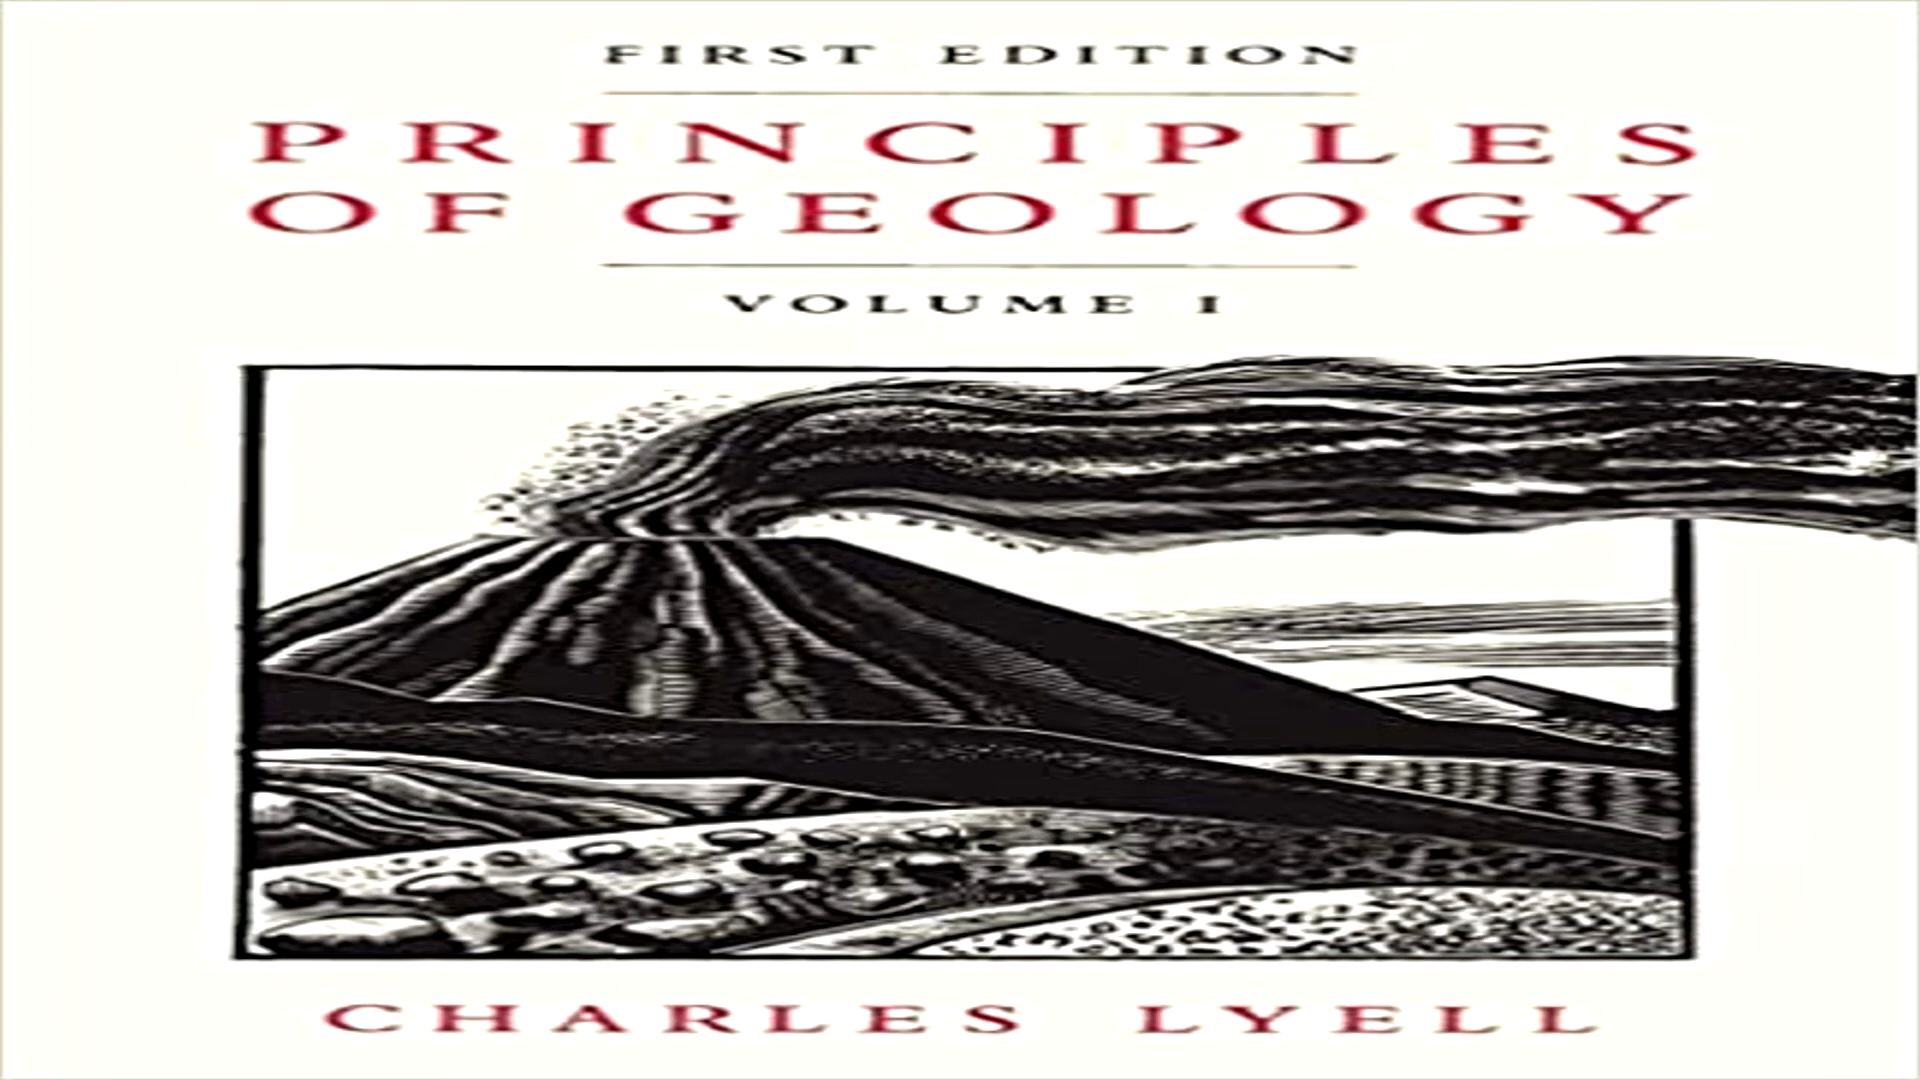 FIRST EDITION
PRINCIPLES
OF GEOLOGY
VOLUME I
CHARLES LYELL